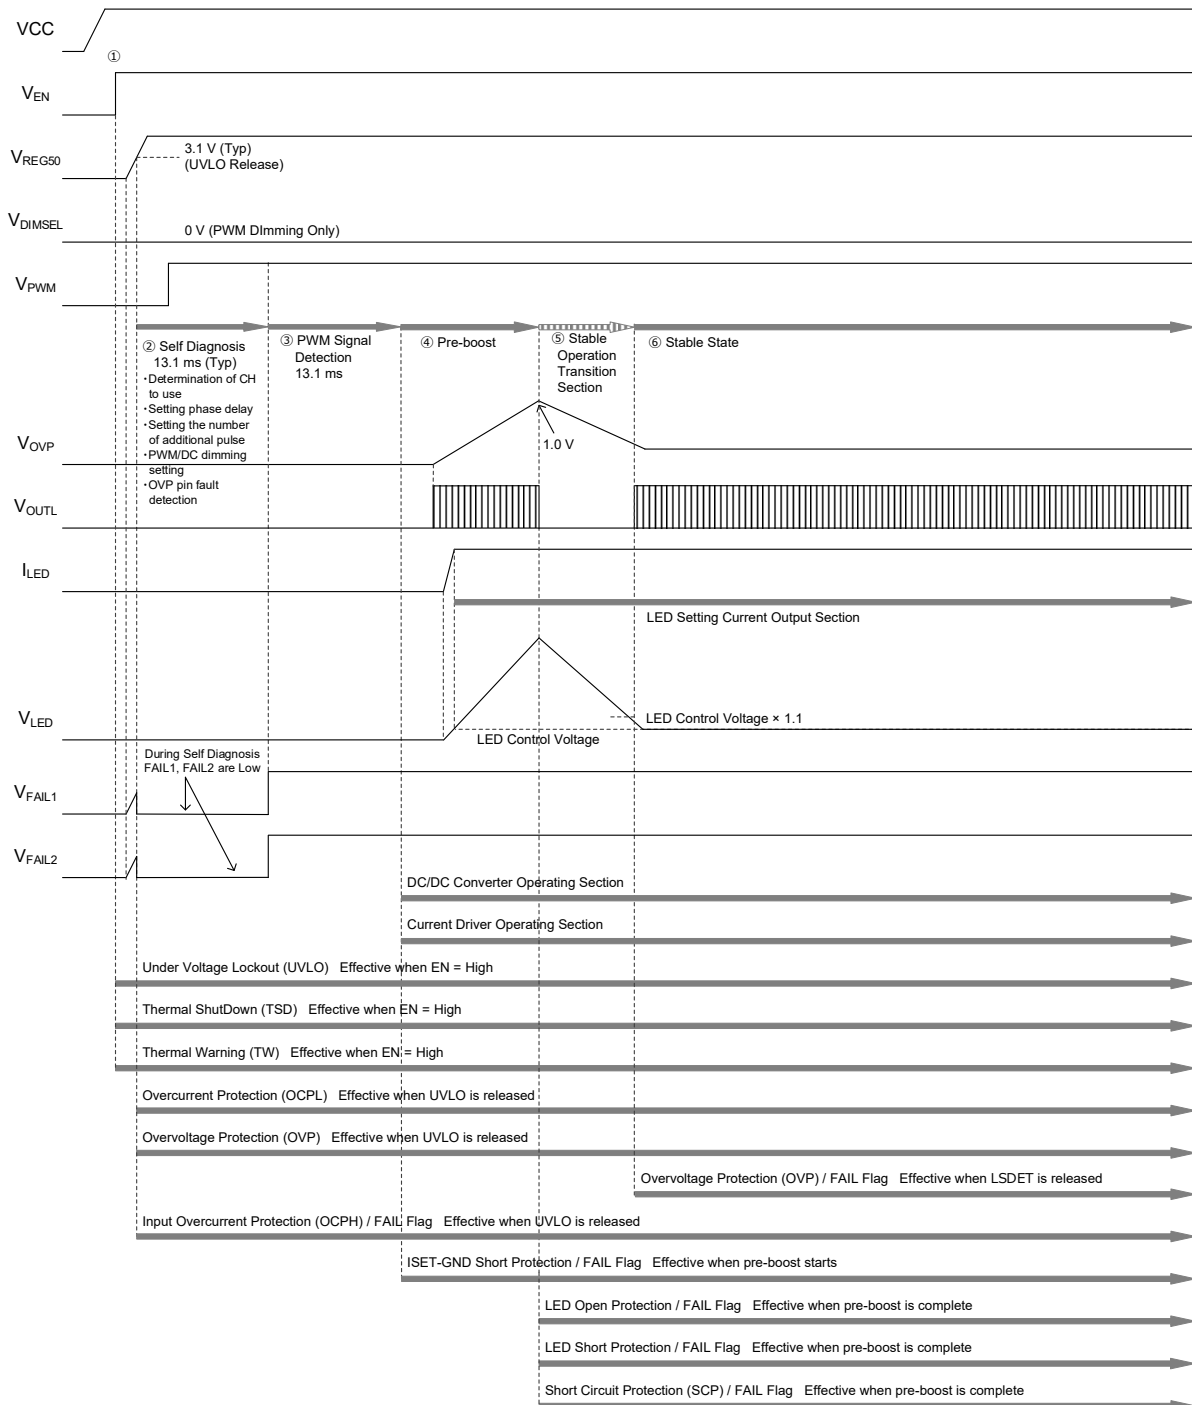 VCC
①
VEN
VREG50
3.1 V (Typ)
(UVLO Release)
VDIMSEL
0 V (PWM DImming Only)
VPWM
② Self Diagnosis
13.1 ms (Typ)
・Determination of CH
to use
・Setting phase delay
・Setting the number
of additional pulse
・PWM/DC dimming
setting
・OVP pin fault
detection
③ PWM Signal
Detection
13.1 ms
④ Pre-boost
⑤ Stable
Operation
Transition
Section
⑥ Stable State
VOVP
1.0 V
VOUTL
ILED
LED Setting Current Output Section
VLED
LED Control Voltage × 1.1
LED Control Voltage
During Self Diagnosis
FAIL1, FAIL2 are Low
VFAIL1
VFAIL2
DC/DC Converter Operating Section
Current Driver Operating Section
Under Voltage Lockout (UVLO) Effective when EN = High
Thermal ShutDown (TSD) Effective when EN = High
Thermal Warning (TW) Effective when EN = High
Overcurrent Protection (OCPL) Effective when UVLO is released
Overvoltage Protection (OVP) Effective when UVLO is released
Overvoltage Protection (OVP) / FAIL Flag Effective when LSDET is released
Input Overcurrent Protection (OCPH) / FAIL Flag Effective when UVLO is released
ISET-GND Short Protection / FAIL Flag Effective when pre-boost starts
LED Open Protection / FAIL Flag Effective when pre-boost is complete
LED Short Protection / FAIL Flag Effective when pre-boost is complete
Short Circuit Protection (SCP) / FAIL Flag Effective when pre-boost is complete